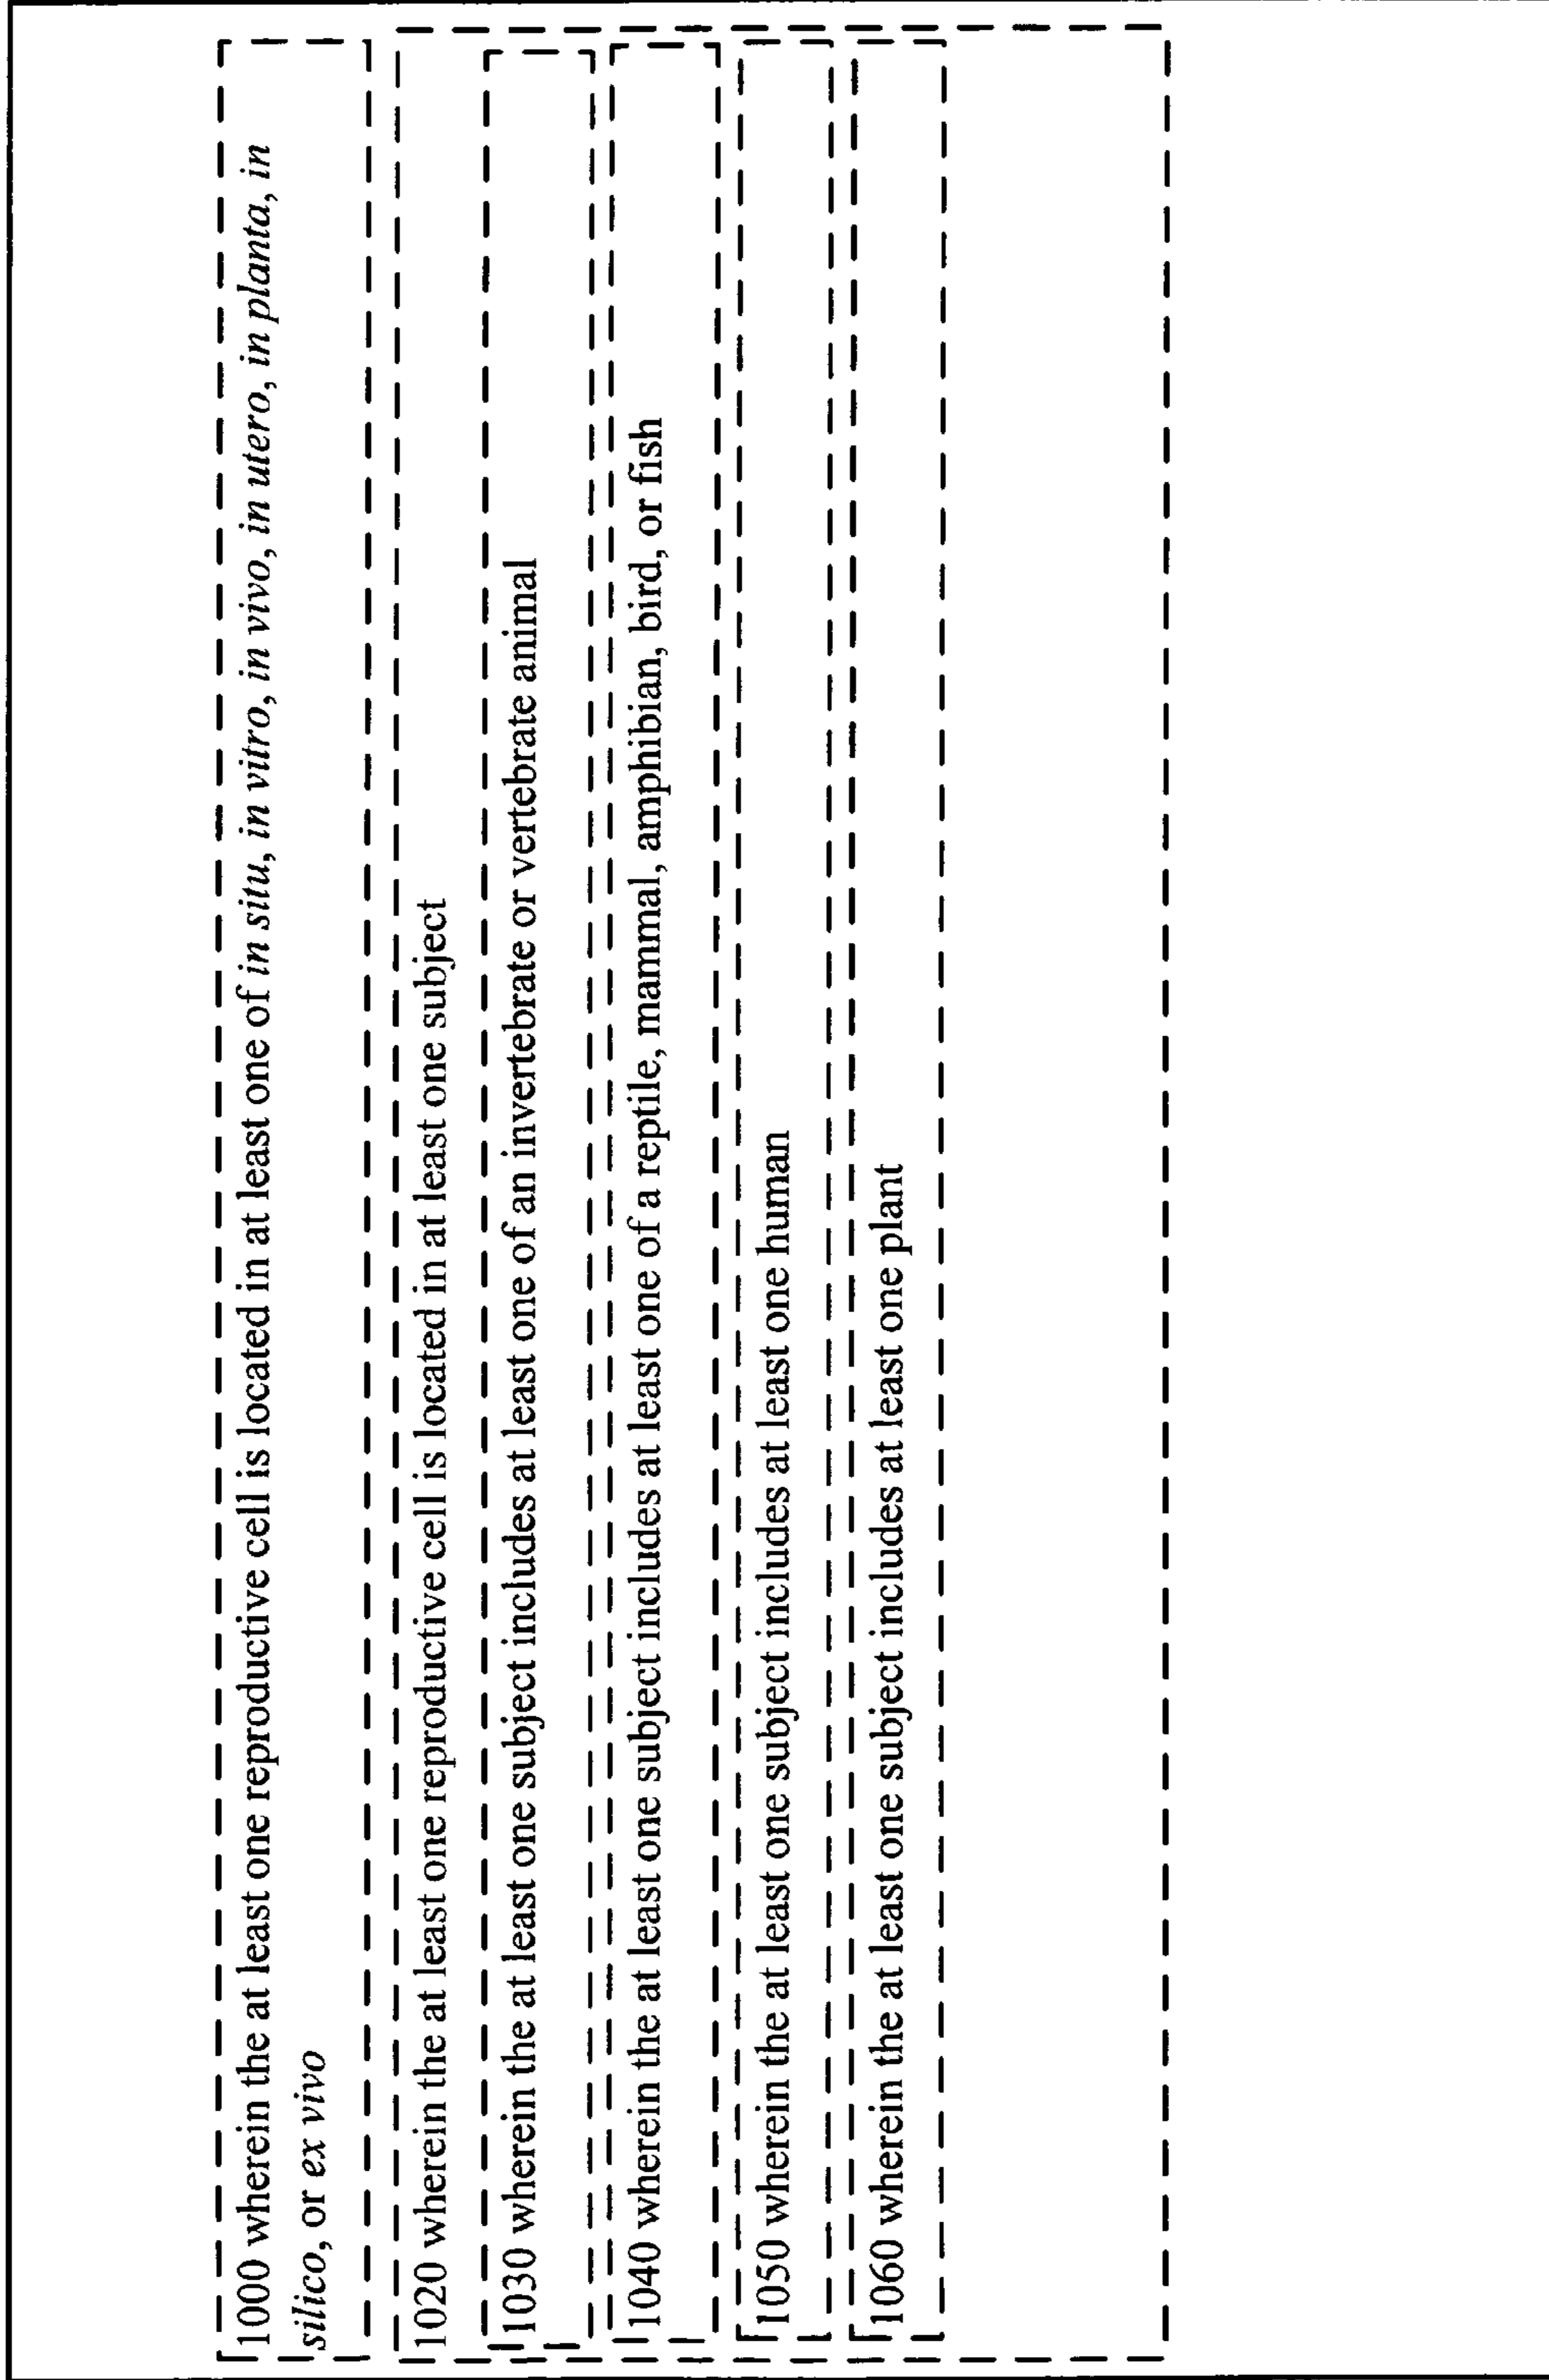 1000 wherein the at least one reproductive cell is located in at least one of in situ, in vitro, in vivo, in utero, in planta, in
silico, or ex vivo
1020 wherein the at least one reproductive cell is located in at least one subject
1030 wherein the at least one subject includes at least one of an invertebrate or vertebrate animal
1040 wherein the at least one subject includes at least one of a reptile, mammal, amphibian, bird, or fish
1050 wherein the at least one subject includes at least one human
1060 wherein the at least one subject includes at least one plant